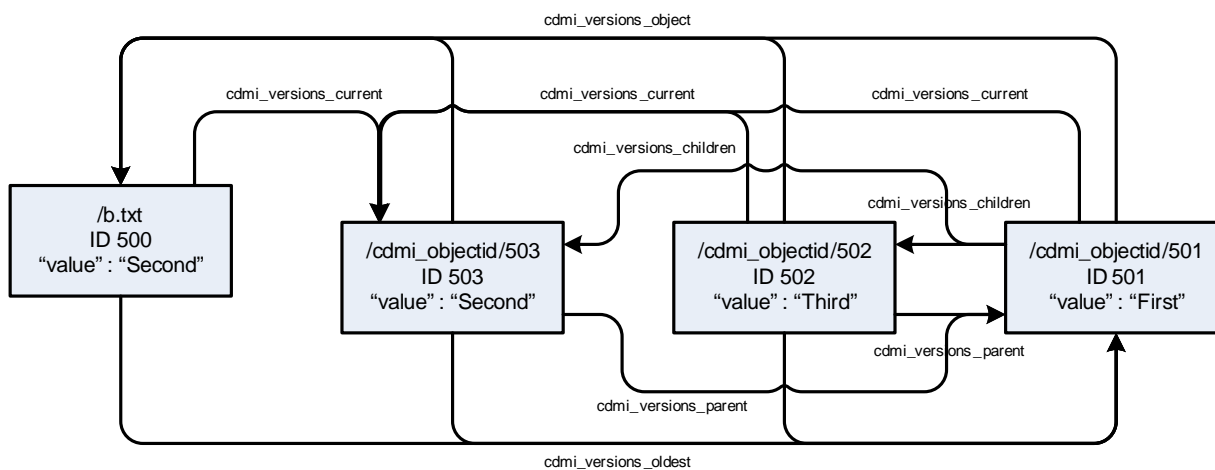 cdmi_versions_object
cdmi_versions_current
cdmi_versions_current
cdmi_versions_current
cdmi_versions_children
cdmi_versions_children
/b.txt
ID 500
“value” : “Second”
/cdmi_objectid/503
ID 503
“value” : “Second”
/cdmi_objectid/502
ID 502
“value” : “Third”
/cdmi_objectid/501
ID 501
“value” : “First”
cdmi_versions_parent
cdmi_versions_parent
cdmi_versions_oldest